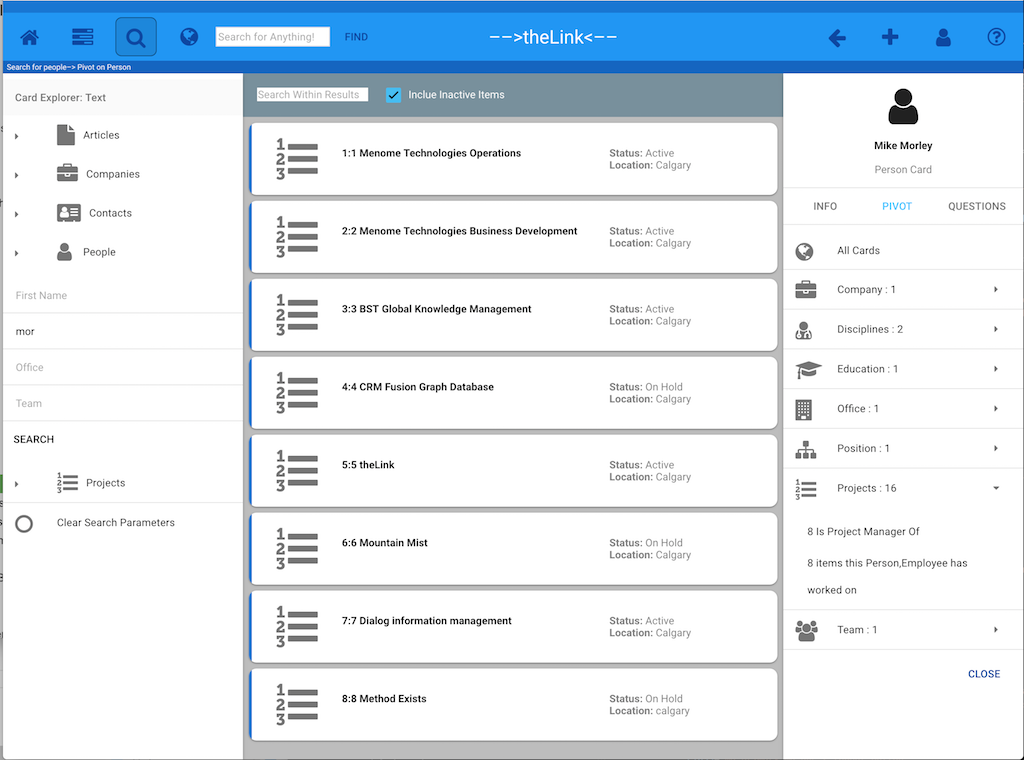 Search for Anything!
FIND
-->theLink<--
Search for people--> Pivot on Person
Card Explorer: Text
Articles
Companies
Contacts
People
First Name
mor
Office
Team
SEARCH
Projects
Clear Search Parameters
Search Within Results
Inclue Inactive Items
1:1 Menome Technologies Operations
Status: Active
Location: Calgary
2:2 Menome Technologies Business Development
Status: Active
Location: Calgary
3:3 BST Global Knowledge Management
Status: Active
Location: Calgary
4:4 CRM Fusion Graph Database
Status: On Hold
Location: Calgary
5:5 theLink
Status: Active
Location: Calgary
6:6 Mountain Mist
Status: On Hold
Location: Calgary
7:7 Dialog information management
Status: Active
Location: Calgary
8:8 Method Exists
Status: On Hold
Location: calgary
Mike Morley
Person Card
INFO PIVOT QUESTIONS
All Cards
Company : 1
Disciplines : 2
Education : 1
Office : 1
Position : 1
Projects : 16
8 Is Project Manager Of
8 items this Person,Employee has
worked on
Team : 1
CLOSE